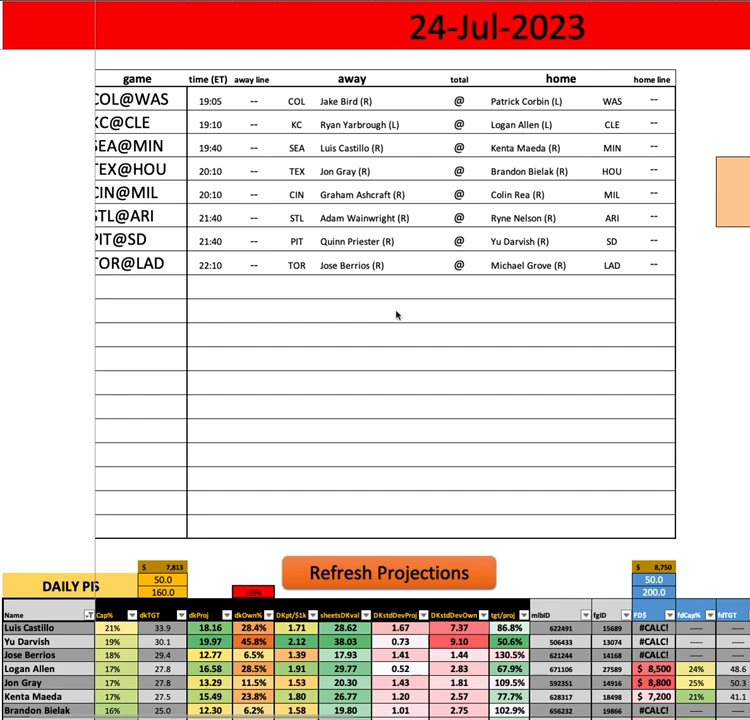 24-Jul-2023
game time (ET) away line away total home home line
COL@WAS 19:05 -- COL Jake Bird (R) @ Patrick Corbin (L) WAS --
KC@CLE 19:10 -- KC Ryan Yarbrough (L) @ Logan Allen (L) CLE --
SEA@MIN 19:40 -- SEA Luis Castillo (R) @ Kenta Maeda (R) MIN --
TEX@HOU 20:10 -- TEX Jon Gray (R) @ Brandon Bielak (R) HOU --
CIN@MIL 20:10 -- CIN Graham Ashcraft (R) @ Colin Rea (R) MIL --
STL@ARI 21:40 -- STL Adam Wainwright (R) @ Ryne Nelson (R) ARI --
PIT@SD 21:40 -- PIT Quinn Priester (R) @ Yu Darvish (R) SD --
TOR@LAD 22:10 -- TOR Jose Berrios (R) @ Michael Grove (R) LAD --
$ 7,813 $ 8,750
Refresh Projections
50.0 50.0
DAILY PI 160.0 199% 200.0
Name Cap% dkTGT dkProj dkOwn% DKpt/$1k sheetsDKval DKstdDevProj DKstdDevOwn tgt/proj mlbID fgID FD$ fdCap% fdTGT
Luis Castillo 21% 33.9 18.16 28.4% 1.71 28.62 1.67 7.37 86.8% 622491 15689 #CALC! ---- ----
Yu Darvish 19% 30.1 19.97 45.8% 2.12 38.03 0.73 9.10 50.6% 506433 13074 #CALC! ---- ----
Jose Berrios 18% 29.4 12.77 6.5% 1.39 17.93 1.41 1.44 130.5% 621244 14168 #CALC! ---- ----
Logan Allen 17% 27.8 16.58 28.5% 1.91 29.77 0.52 2.83 67.9% 671106 27589 $ 8,500 24% 48.6
Jon Gray 17% 27.8 13.29 11.5% 1.53 20.30 1.43 1.81 109.5% 592351 14916 $ 8,800 25% 50.3
Kenta Maeda 17% 27.5 15.49 23.8% 1.80 26.77 1.20 2.57 77.7% 628317 18498 $ 7,200 21% 41.1
Brandon Bielak 16% 25.0 12.30 6.2% 1.58 19.80 1.01 2.75 102.9% 656232 19866 #CALC! ---- ----